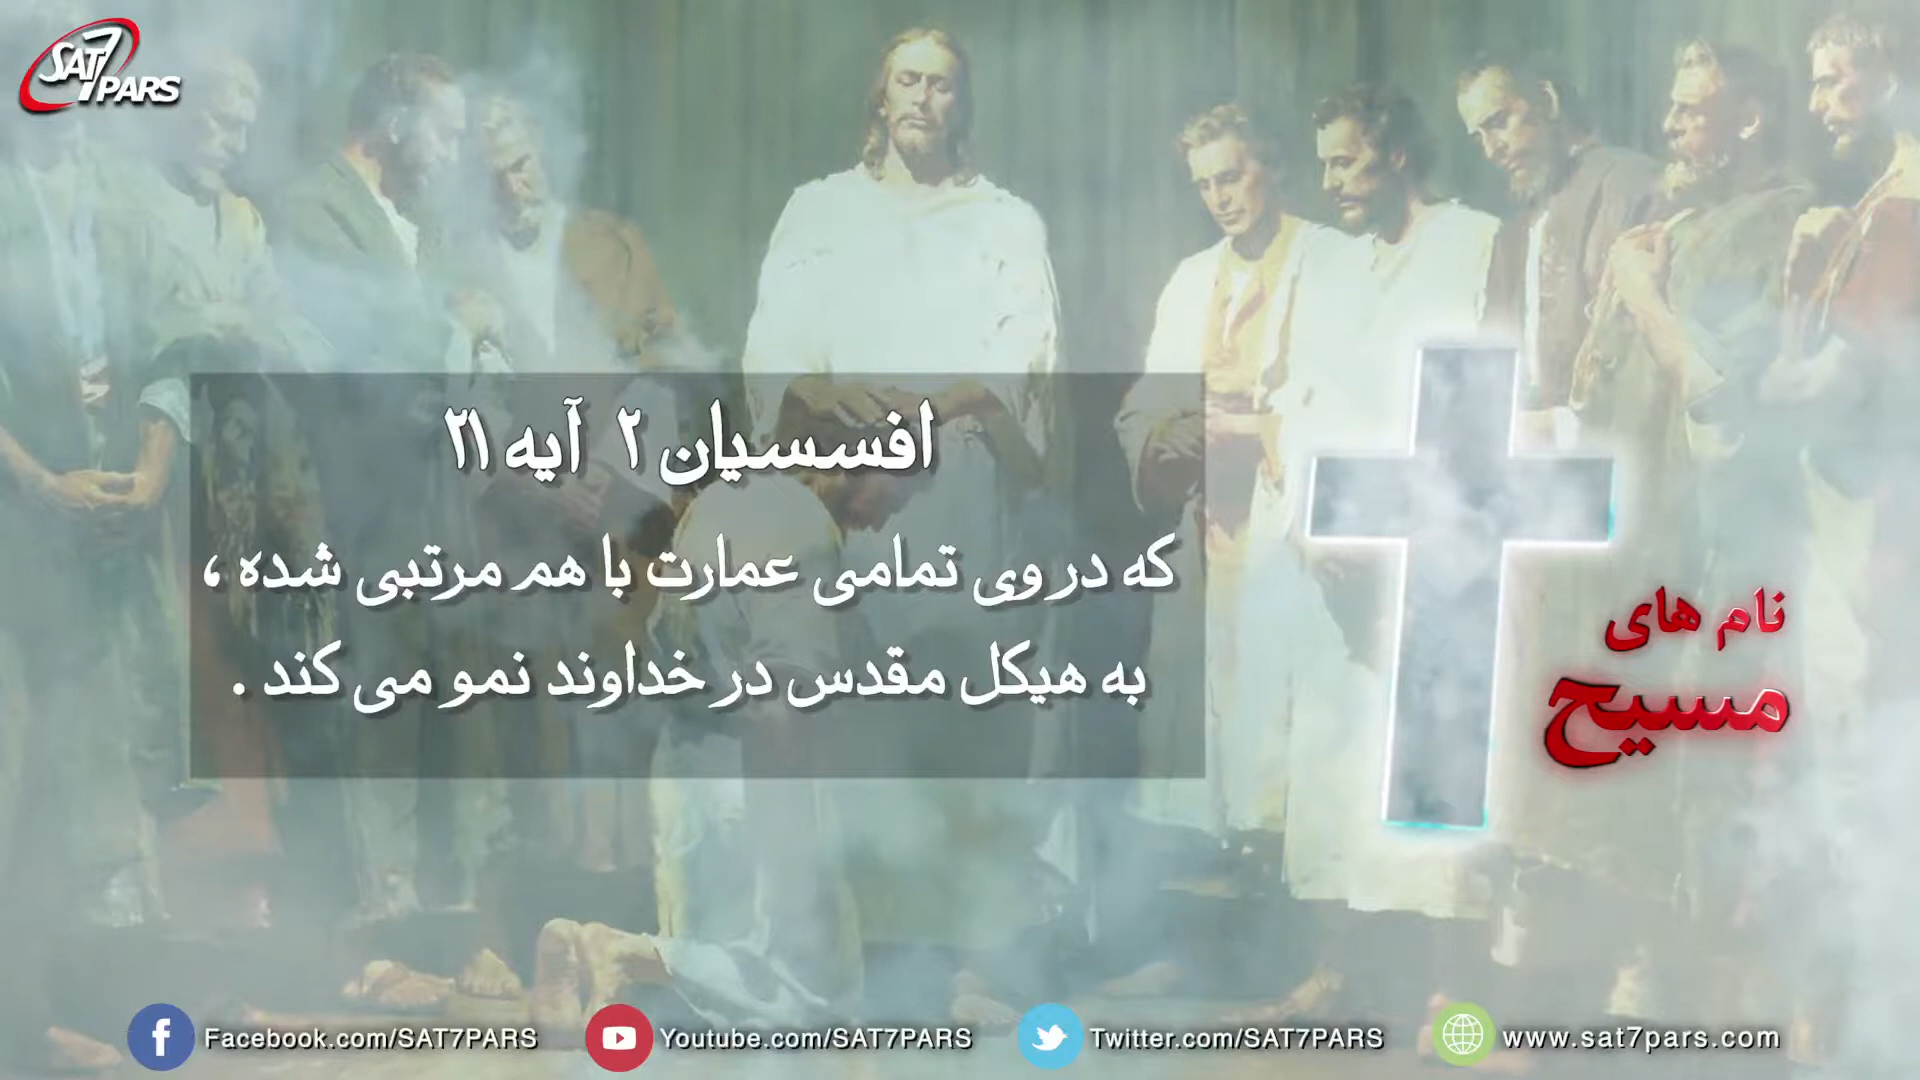 SAT7
PARS
افسسیان ۲ آیه ۲۱
که در وی تمامی عمارت با هم مرتبی شده ،
به هیکل مقدس در خداوند نمو می کند .
نام های
مسیح
Facebook.com/SAT7PARS
Youtube.com/SAT7PARS
Twitter.com/SAT7PARS
www.sat7pars.com